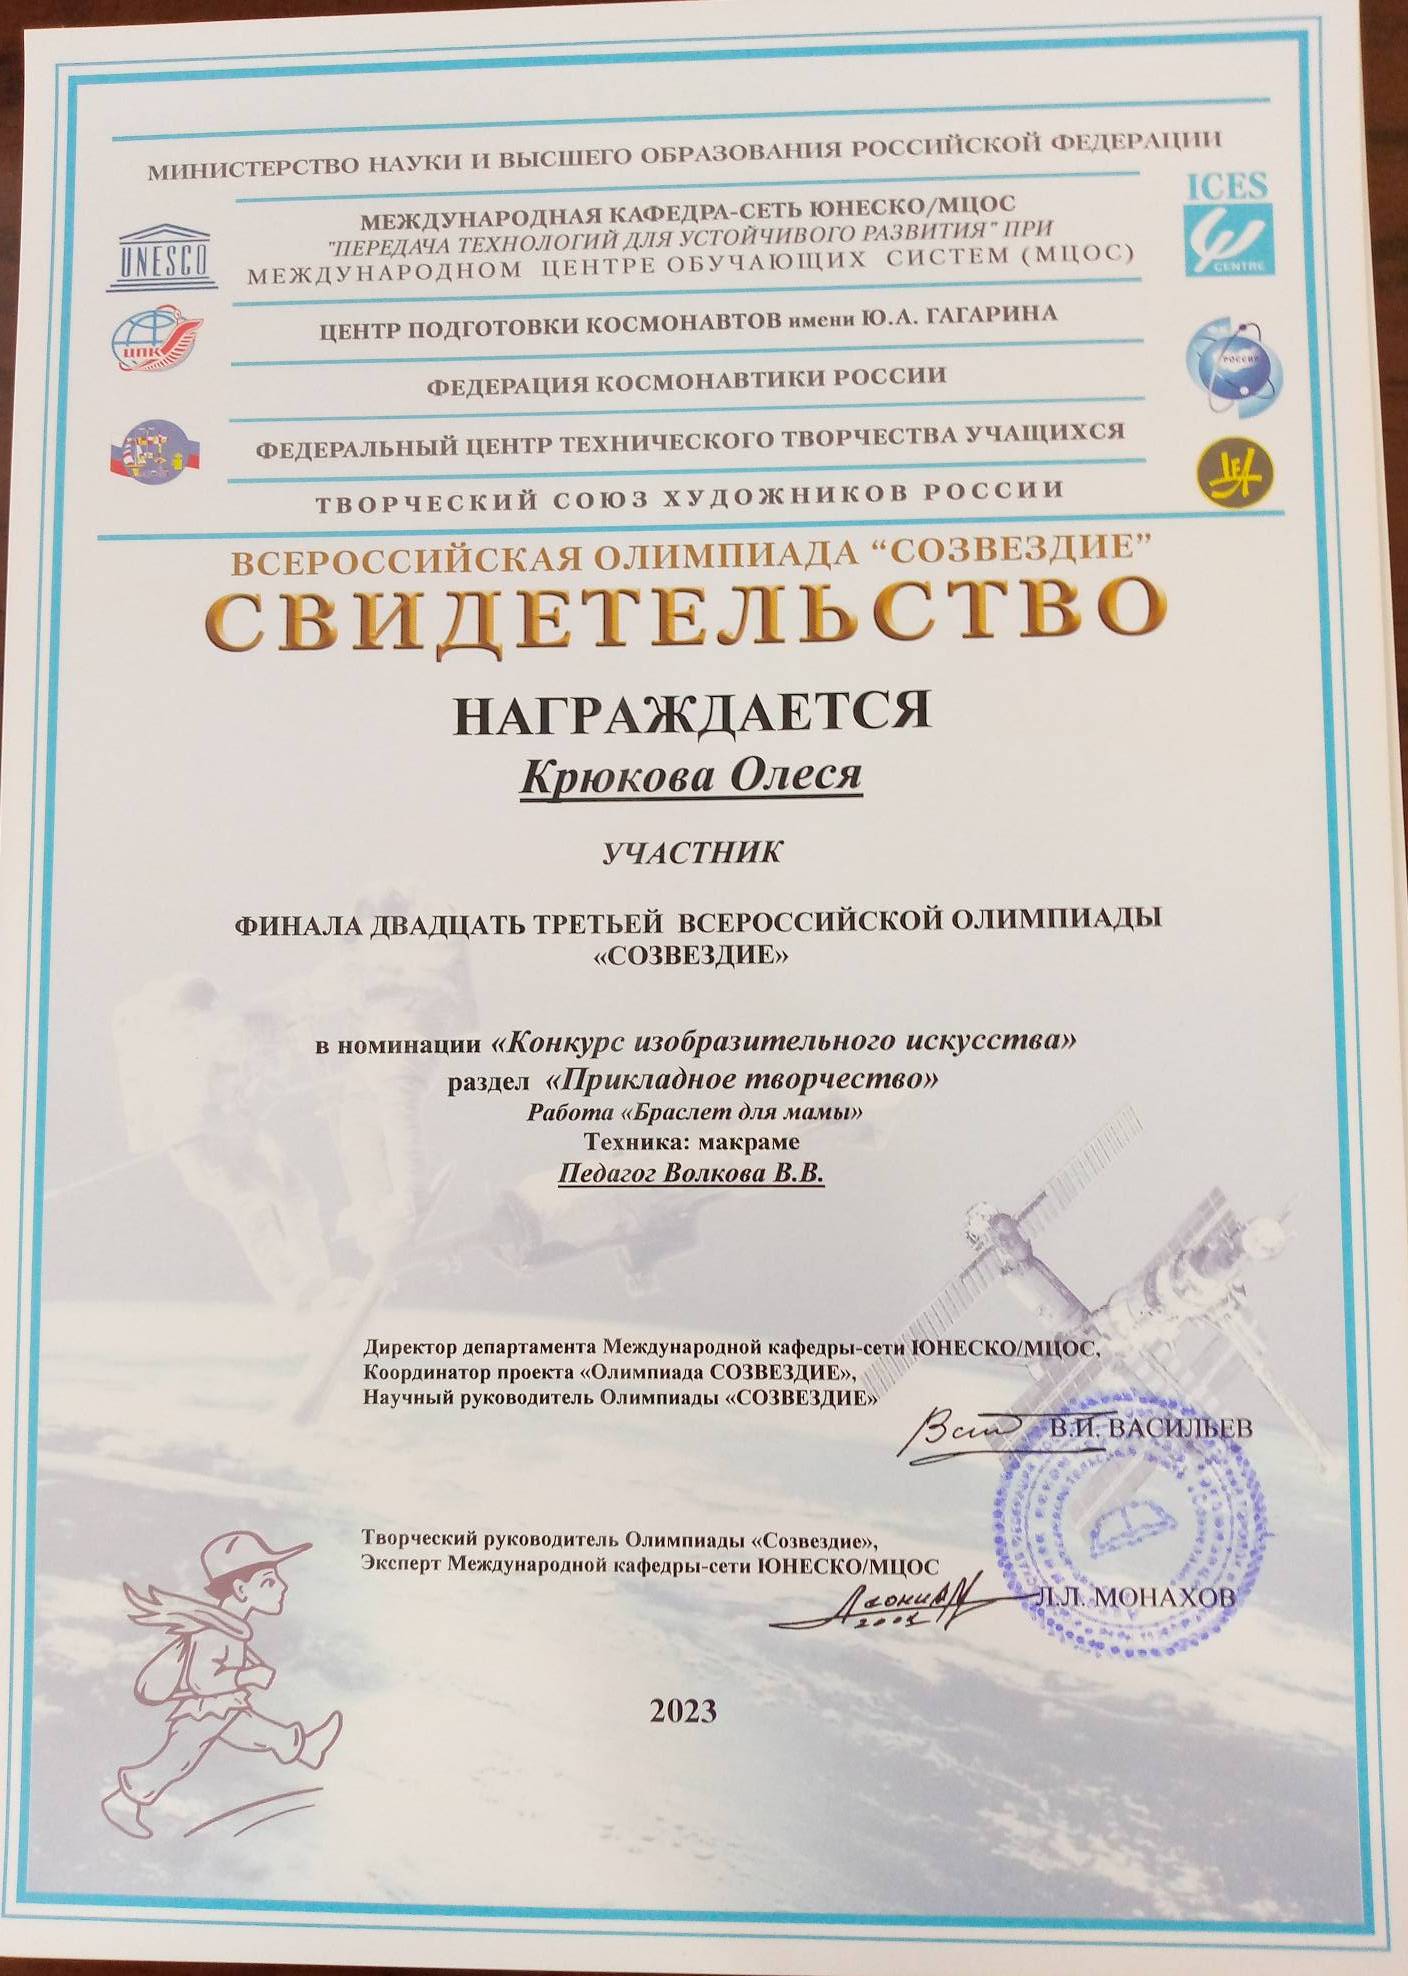 МИНИСТЕРСТВО НАУКИ И ВЫСШЕГО ОБРАЗОВАНИЯ РОССИЙСКОЙ ФЕДЕРАЦИИ
МЕЖДУНАРОДНАЯ КАФЕДРА-СЕТЬ ЮНЕСКО/МЦОС
"ПЕРЕДАЧА ТЕХНОЛОГИЙ ДЛЯ УСТОЙЧИВОГО РАЗВИТИЯ" ПРИ
МЕЖДУНАРОДНОМ ЦЕНТРЕ ОБУЧАЮЩИХ СИСТЕМ (МЦОС)
UNESCO
ICES
CENTRE
ЦЕНТР ПОДГОТОВКИ КОСМОНАВТОВ имени Ю.А. ГАГАРИНА
ЦПК
ФЕДЕРАЦИЯ КОСМОНАВТИКИ РОССИИ
РОССИИ
ФЕДЕРАЛЬНЫЙ ЦЕНТР ТЕХНИЧЕСКОГО ТВОРЧЕСТВА УЧАЩИХСЯ
ТВОРЧЕСКИЙ СОЮЗ ХУДОЖНИКОВ РОССИИ
ВСЕРОССИЙСКАЯ ОЛИМПИАДА “СОЗВЕЗДИЕ”
СВИДЕТЕЛЬСТВО
НАГРАЖДАЕТСЯ
Крюкова Олеся
УЧАСТНИК
ФИНАЛА ДВАДЦАТЬ ТРЕТЬЕЙ ВСЕРОССИЙСКОЙ ОЛИМПИАДЫ
«СОЗВЕЗДИЕ»
в номинации «Конкурс изобразительного искусства»
раздел «Прикладное творчество»
Работа «Браслет для мамы»
Техника: макраме
Педагог Волкова В.В.
Директор департамента Международной кафедры-сети ЮНЕСКО/МЦОС,
Координатор проекта «Олимпиада СОЗВЕЗДИЕ»,
Научный руководитель Олимпиады «СОЗВЕЗДИЕ»
В.И. ВАСИЛЬЕВ
Творческий руководитель Олимпиады «Созвездие»,
Эксперт Международной кафедры-сети ЮНЕСКО/МЦОС
Л.Л. МОНАХОВ
2023